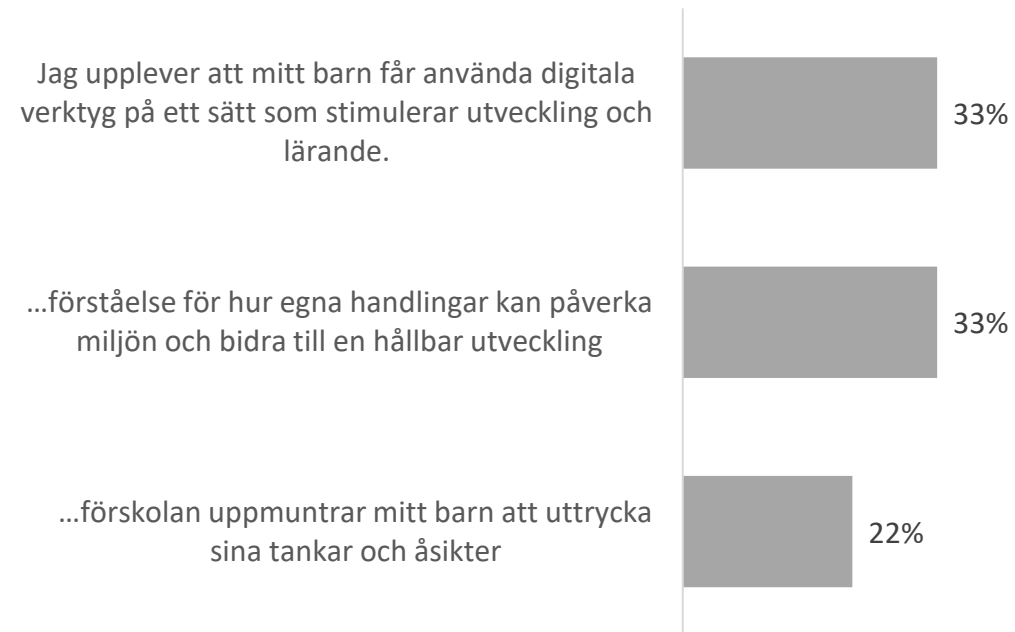 Jag upplever att mitt barn får använda digitala
verktyg på ett sätt som stimulerar utveckling och
lärande.
33%
…förståelse för hur egna handlingar kan påverka
miljön och bidra till en hållbar utveckling
33%
…förskolan uppmuntrar mitt barn att uttrycka
sina tankar och åsikter
22%